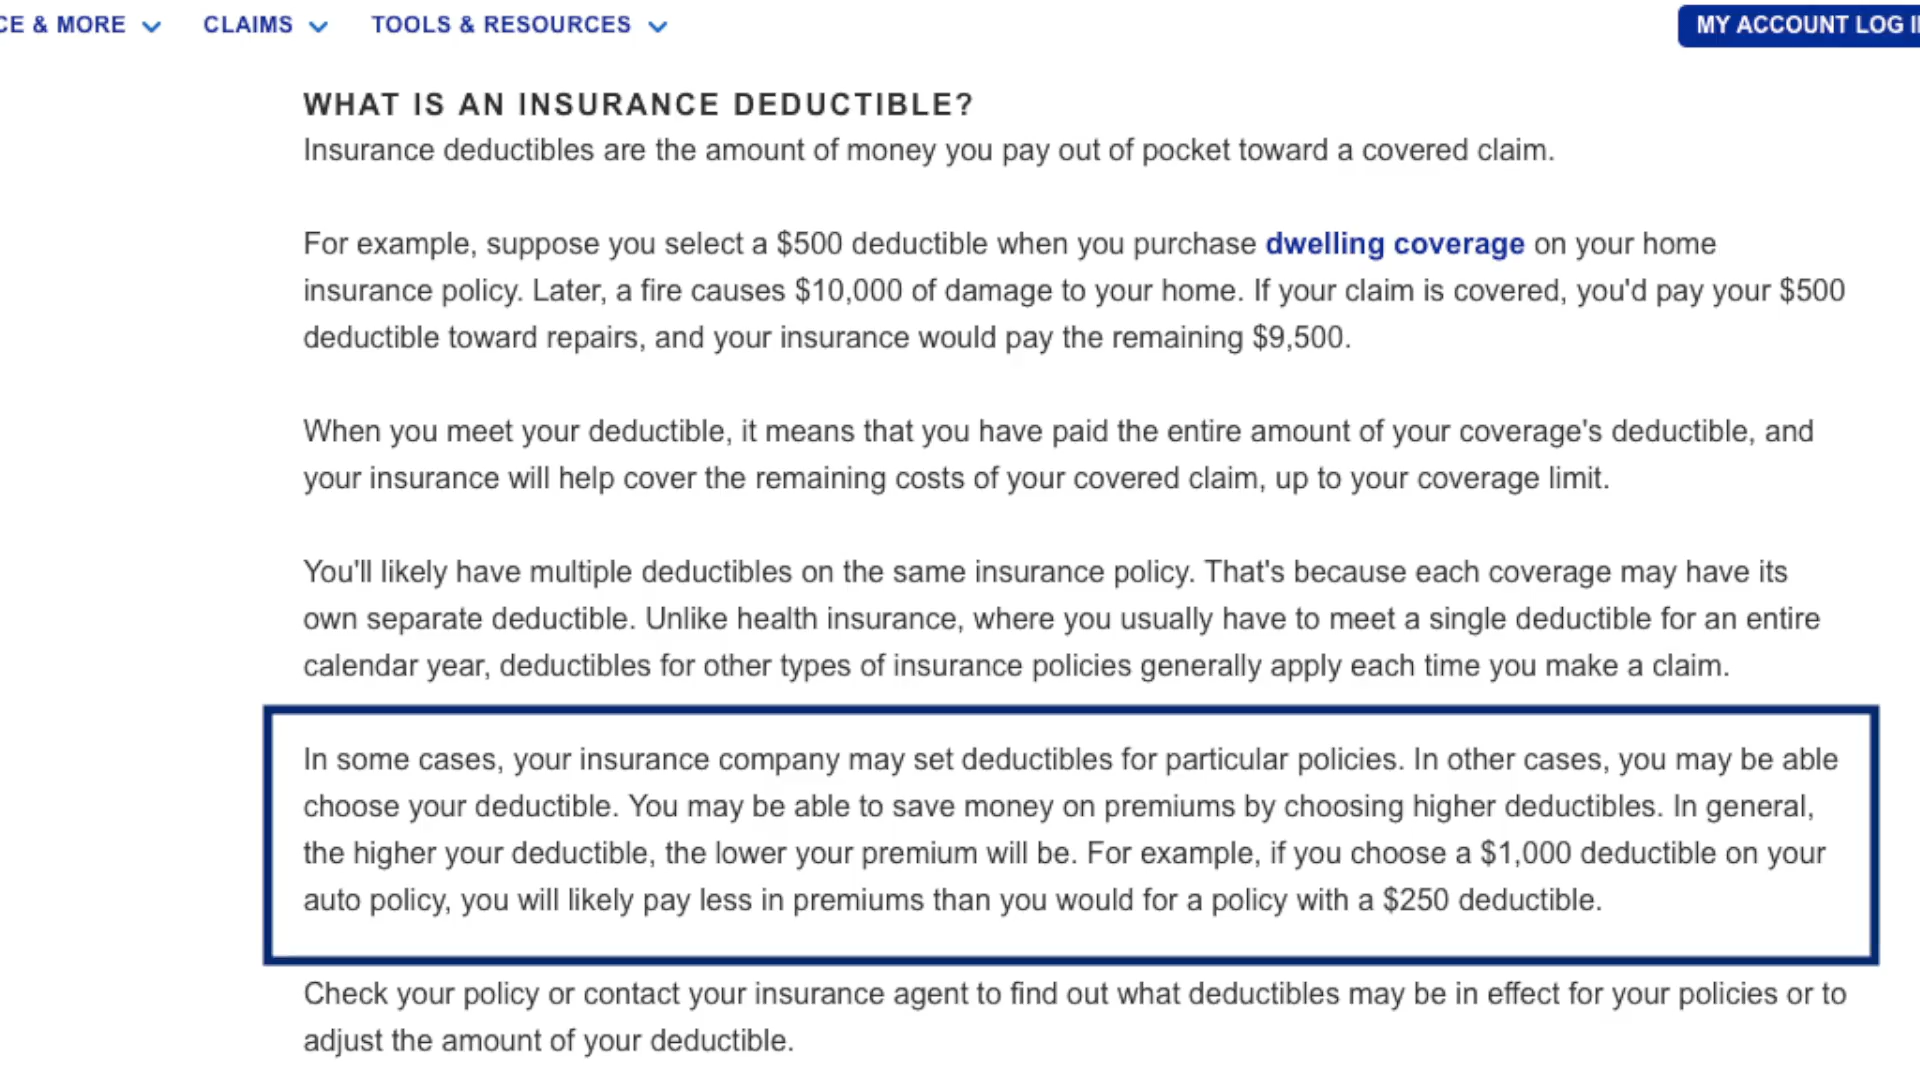 CE & MORE CLAIMS TOOLS & RESOURCES MY ACCOUNT LOG I
WHAT IS AN INSURANCE DEDUCTIBLE?
Insurance deductibles are the amount of money you pay out of pocket toward a covered claim.
For example, suppose you select a $500 deductible when you purchase dwelling coverage on your home
insurance policy. Later, a fire causes $10,000 of damage to your home. If your claim is covered, you'd pay your $500
deductible toward repairs, and your insurance would pay the remaining $9,500.
When you meet your deductible, it means that you have paid the entire amount of your coverage's deductible, and
your insurance will help cover the remaining costs of your covered claim, up to your coverage limit.
You'll likely have multiple deductibles on the same insurance policy. That's because each coverage may have its
own separate deductible. Unlike health insurance, where you usually have to meet a single deductible for an entire
calendar year, deductibles for other types of insurance policies generally apply each time you make a claim.
In some cases, your insurance company may set deductibles for particular policies. In other cases, you may be able
choose your deductible. You may be able to save money on premiums by choosing higher deductibles. In general,
the higher your deductible, the lower your premium will be. For example, if you choose a $1,000 deductible on your
auto policy, you will likely pay less in premiums than you would for a policy with a $250 deductible.
Check your policy or contact your insurance agent to find out what deductibles may be in effect for your policies or to
adjust the amount of your deductible.